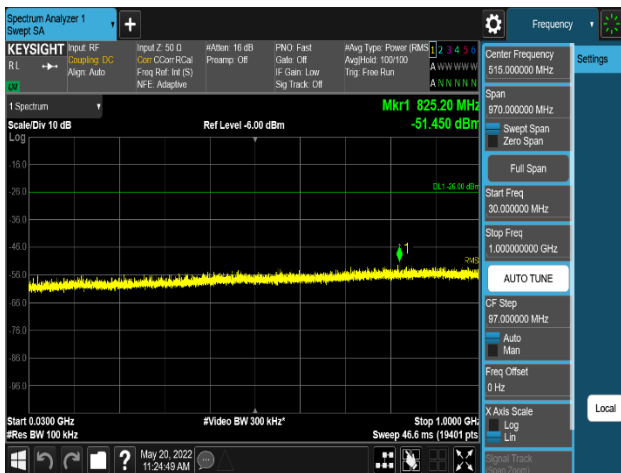 Spectrum Analyzer 1
Swept SA
+
Frequency
KEYSIGHT
RL
LXI
Input: RF
Coupling: DC
Align: Auto
Input Z: 50 Ω
Corr CCorr RCal
Freq Ref: Int (S)
NFE: Adaptive
#Atten: 16 dB
Preamp: Off
PNO: Fast
Gate: Off
IF Gain: Low
Sig Track: Off
#Avg Type: Power (RMS
Avg|Hold: 100/100
Trig: Free Run
1 2 3 4 5 6
A WW WW W
A N N N N N
1 Spectrum
Scale/Div 10 dB
Ref Level -6.00 dBm
Mkr1 825.20 MHz
-51.450 dBm
Log
-16.0
-26.0
DL1 -26.00 dBm
-36.0
-46.0
1
RMS
-56.0
-66.0
-76.0
-86.0
-96.0
Start 0.0300 GHz
#Video BW 300 kHz*
Stop 1.0000 GHz
#Res BW 100 kHz
Sweep 46.6 ms (19401 pts
?
May 20, 2022
11:24:49 AM
Center Frequency
515.000000 MHz
Settings
Span
970.000000 MHz
Swept Span
Zero Span
Full Span
Start Freq
30.000000 MHz
Stop Freq
1.000000000 GHz
AUTO TUNE
CF Step
97.000000 MHz
Auto
Man
Freq Offset
0 Hz
X Axis Scale
Log
Lin
Local
Signal Track
(Span Zoom)